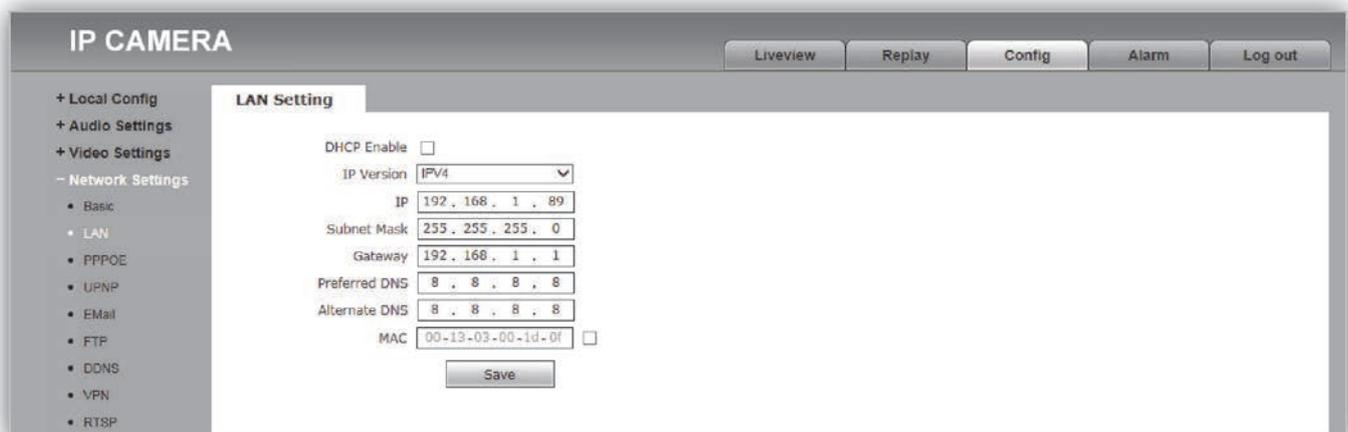 IP CAMERA
Liveview Replay Config Alarm Log out
+ Local Config
+ Audio Settings
+ Video Settings
- Network Settings
• Basic
• LAN
• PPPOE
• UPNP
• EMail
• FTP
• DDNS
• VPN
• RTSP
LAN Setting
DHCP Enable
IP Version IPV4
IP 192 . 168 . 1 . 89
Subnet Mask 255 . 255 . 255 . 0
Gateway 192 . 168 . 1 . 1
Preferred DNS 8 . 8 . 8 . 8
Alternate DNS 8 . 8 . 8 . 8
MAC 00-13-03-00-1d-0f
Save